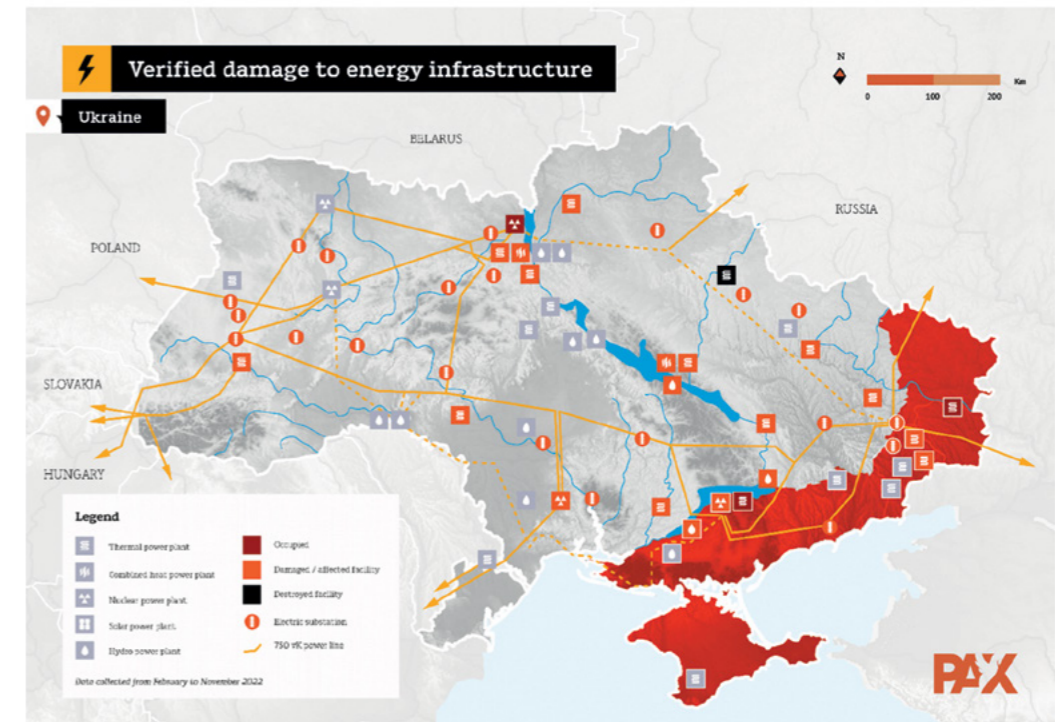 Verified damage to energy infrastructure
Ukraine
N
Km
0 100 200
BELARUS
RUSSIA
POLAND
SLOVAKIA
HUNGARY
Legend
Thermal power plant
Combined heat power plant
Nuclear power plant
Solar power plant
Hydro power plant
Occupied
Damaged / affected facility
Destroyed facility
Electric substation
750 vK power line
Data collected from February to November 2022
PAX